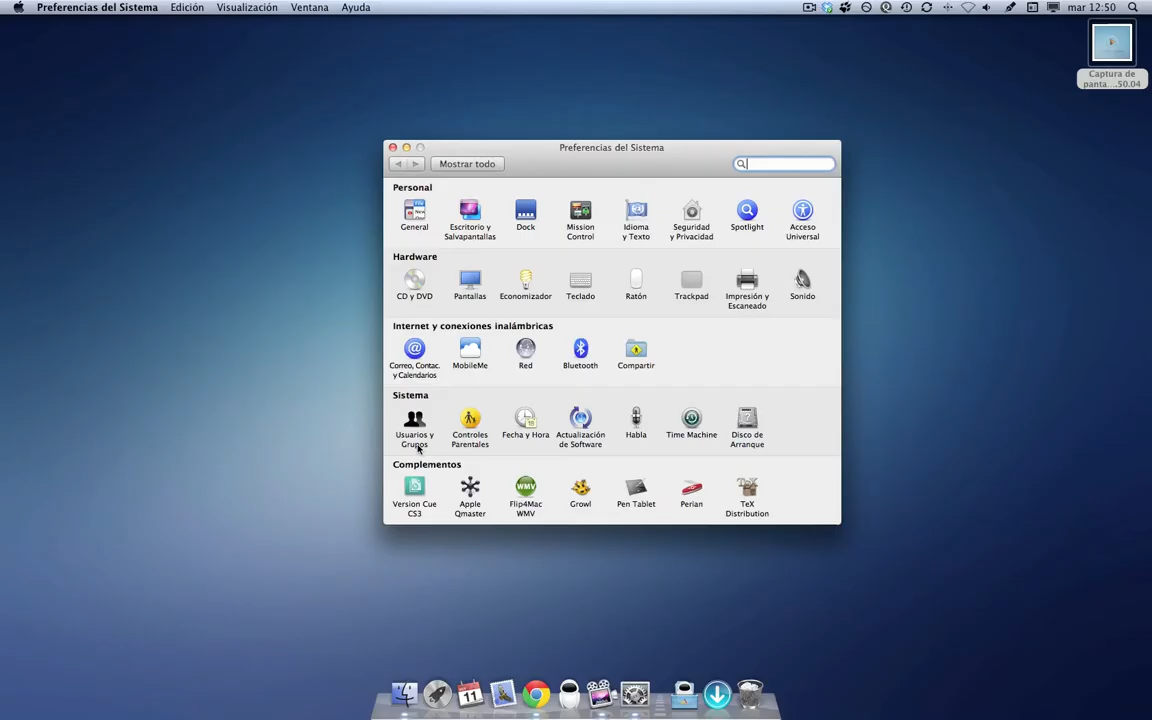 Preferencias del Sistema Edición Visualización Ventana Ayuda mar 12:50
Captura de
panta....50.04
Preferencias del Sistema
Mostrar todo
Personal
General Escritorio y Salvapantallas Dock Mission Control Idioma y Texto Seguridad y Privacidad Spotlight Acceso Universal
Hardware
CD y DVD Pantallas Economizador Teclado Ratón Trackpad Impresión y Escaneado Sonido
Internet y conexiones inalámbricas
Correo, Contac. y Calendarios MobileMe Red Bluetooth Compartir
Sistema
Usuarios y Grupos Controles Parentales Fecha y Hora Actualización de Software Habla Time Machine Disco de Arranque
Complementos
WMV
Version Cue CS3 Apple Qmaster Flip4Mac WMV Growl Pen Tablet Perian TeX Distribution
11